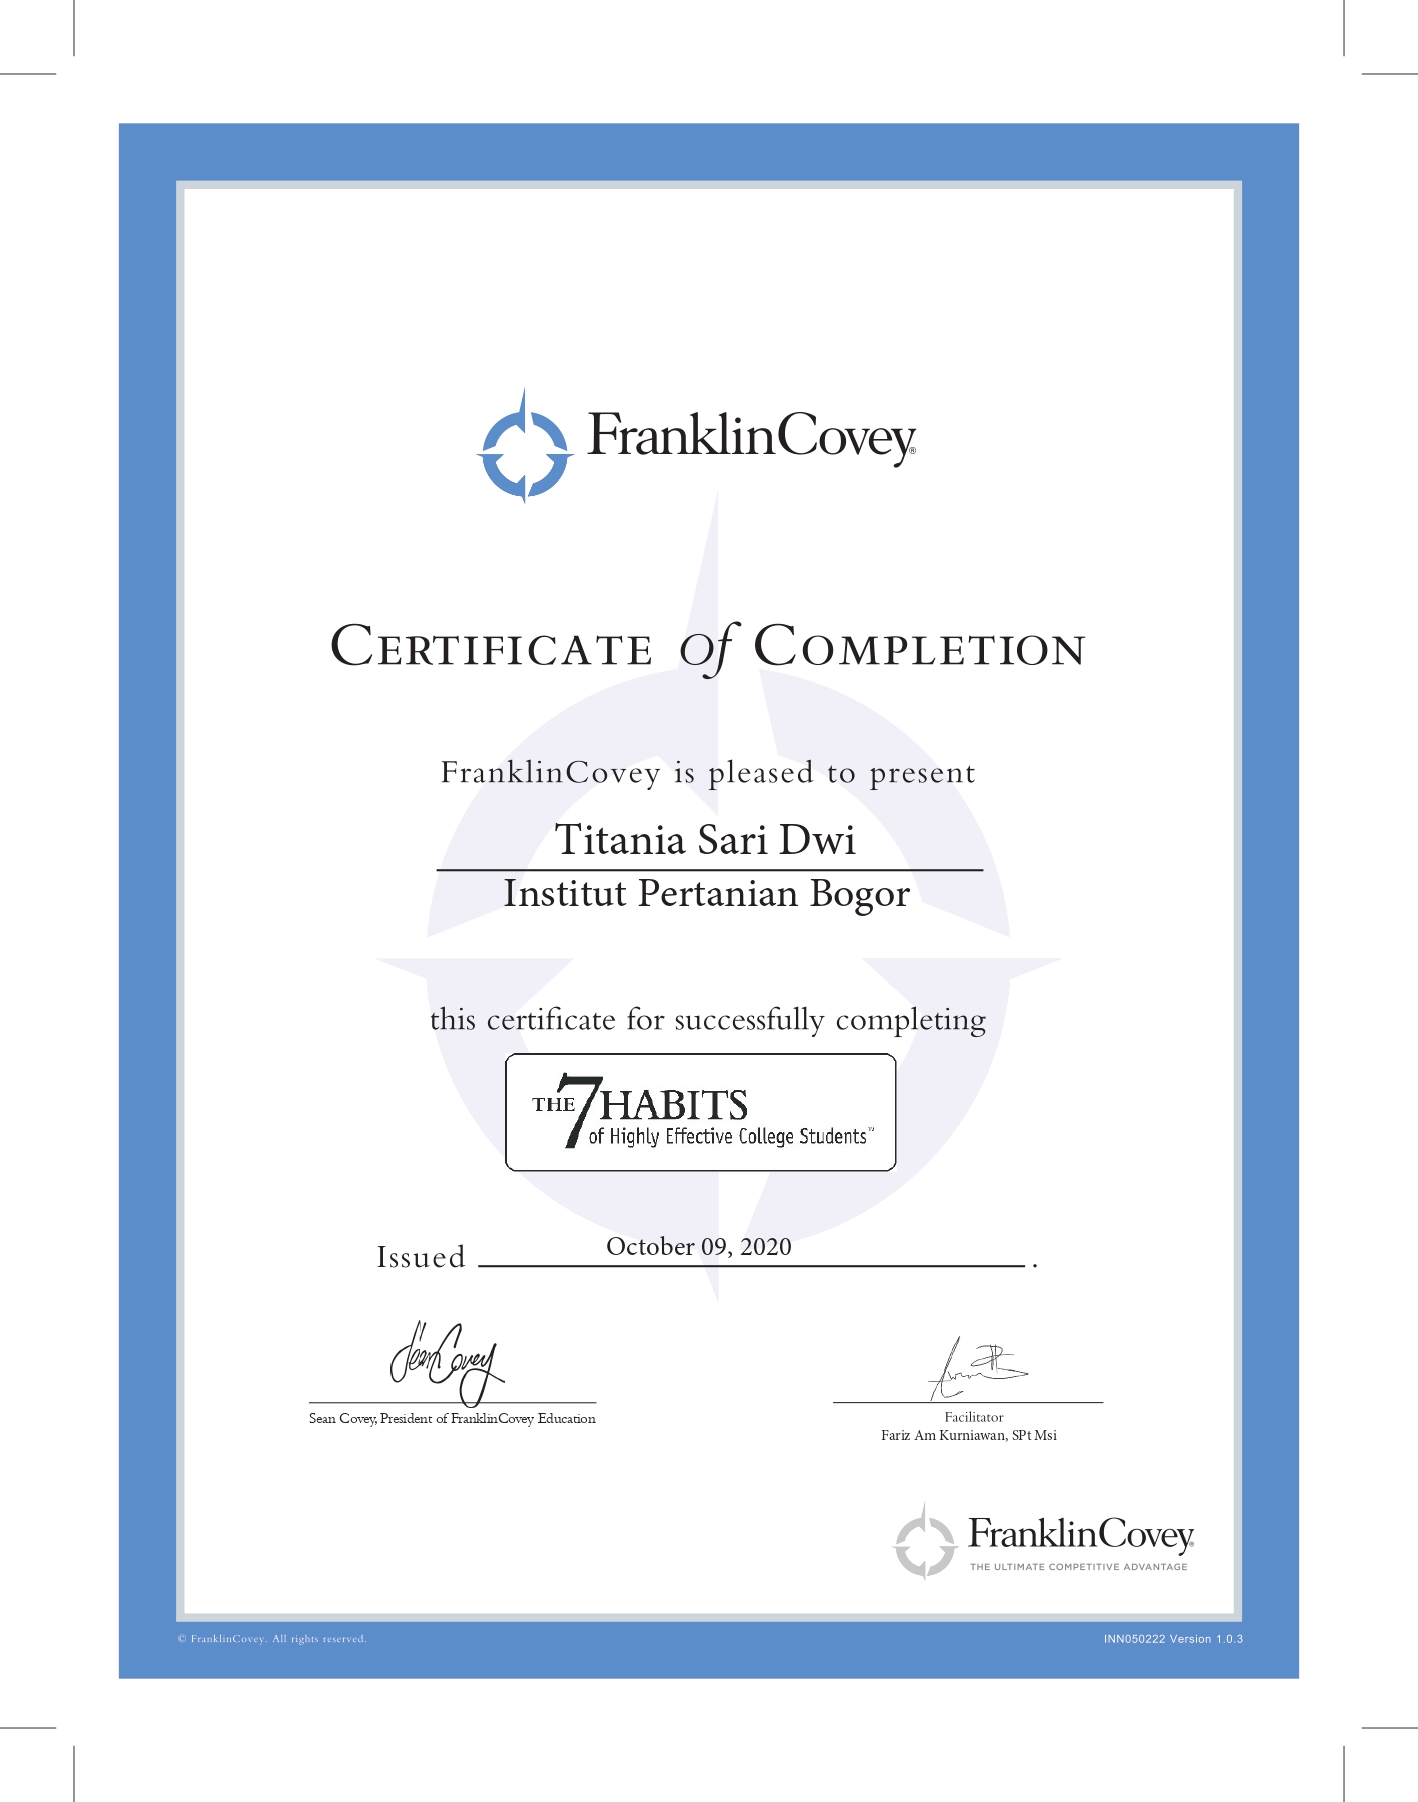 FranklinCovey®
CERTIFICATE of COMPLETION
FranklinCovey is pleased to present
Titania Sari Dwi
Institut Pertanian Bogor
this certificate for successfully completing
THE 7 HABITS
of Highly Effective College Students™
Issued October 09, 2020 .
Sean Covey
Sean Covey, President of FranklinCovey Education
Facilitator
Fariz Am Kurniawan, SPt Msi
FranklinCovey®
THE ULTIMATE COMPETITIVE ADVANTAGE
© FranklinCovey. All rights reserved.
INN050222 Version 1.0.3